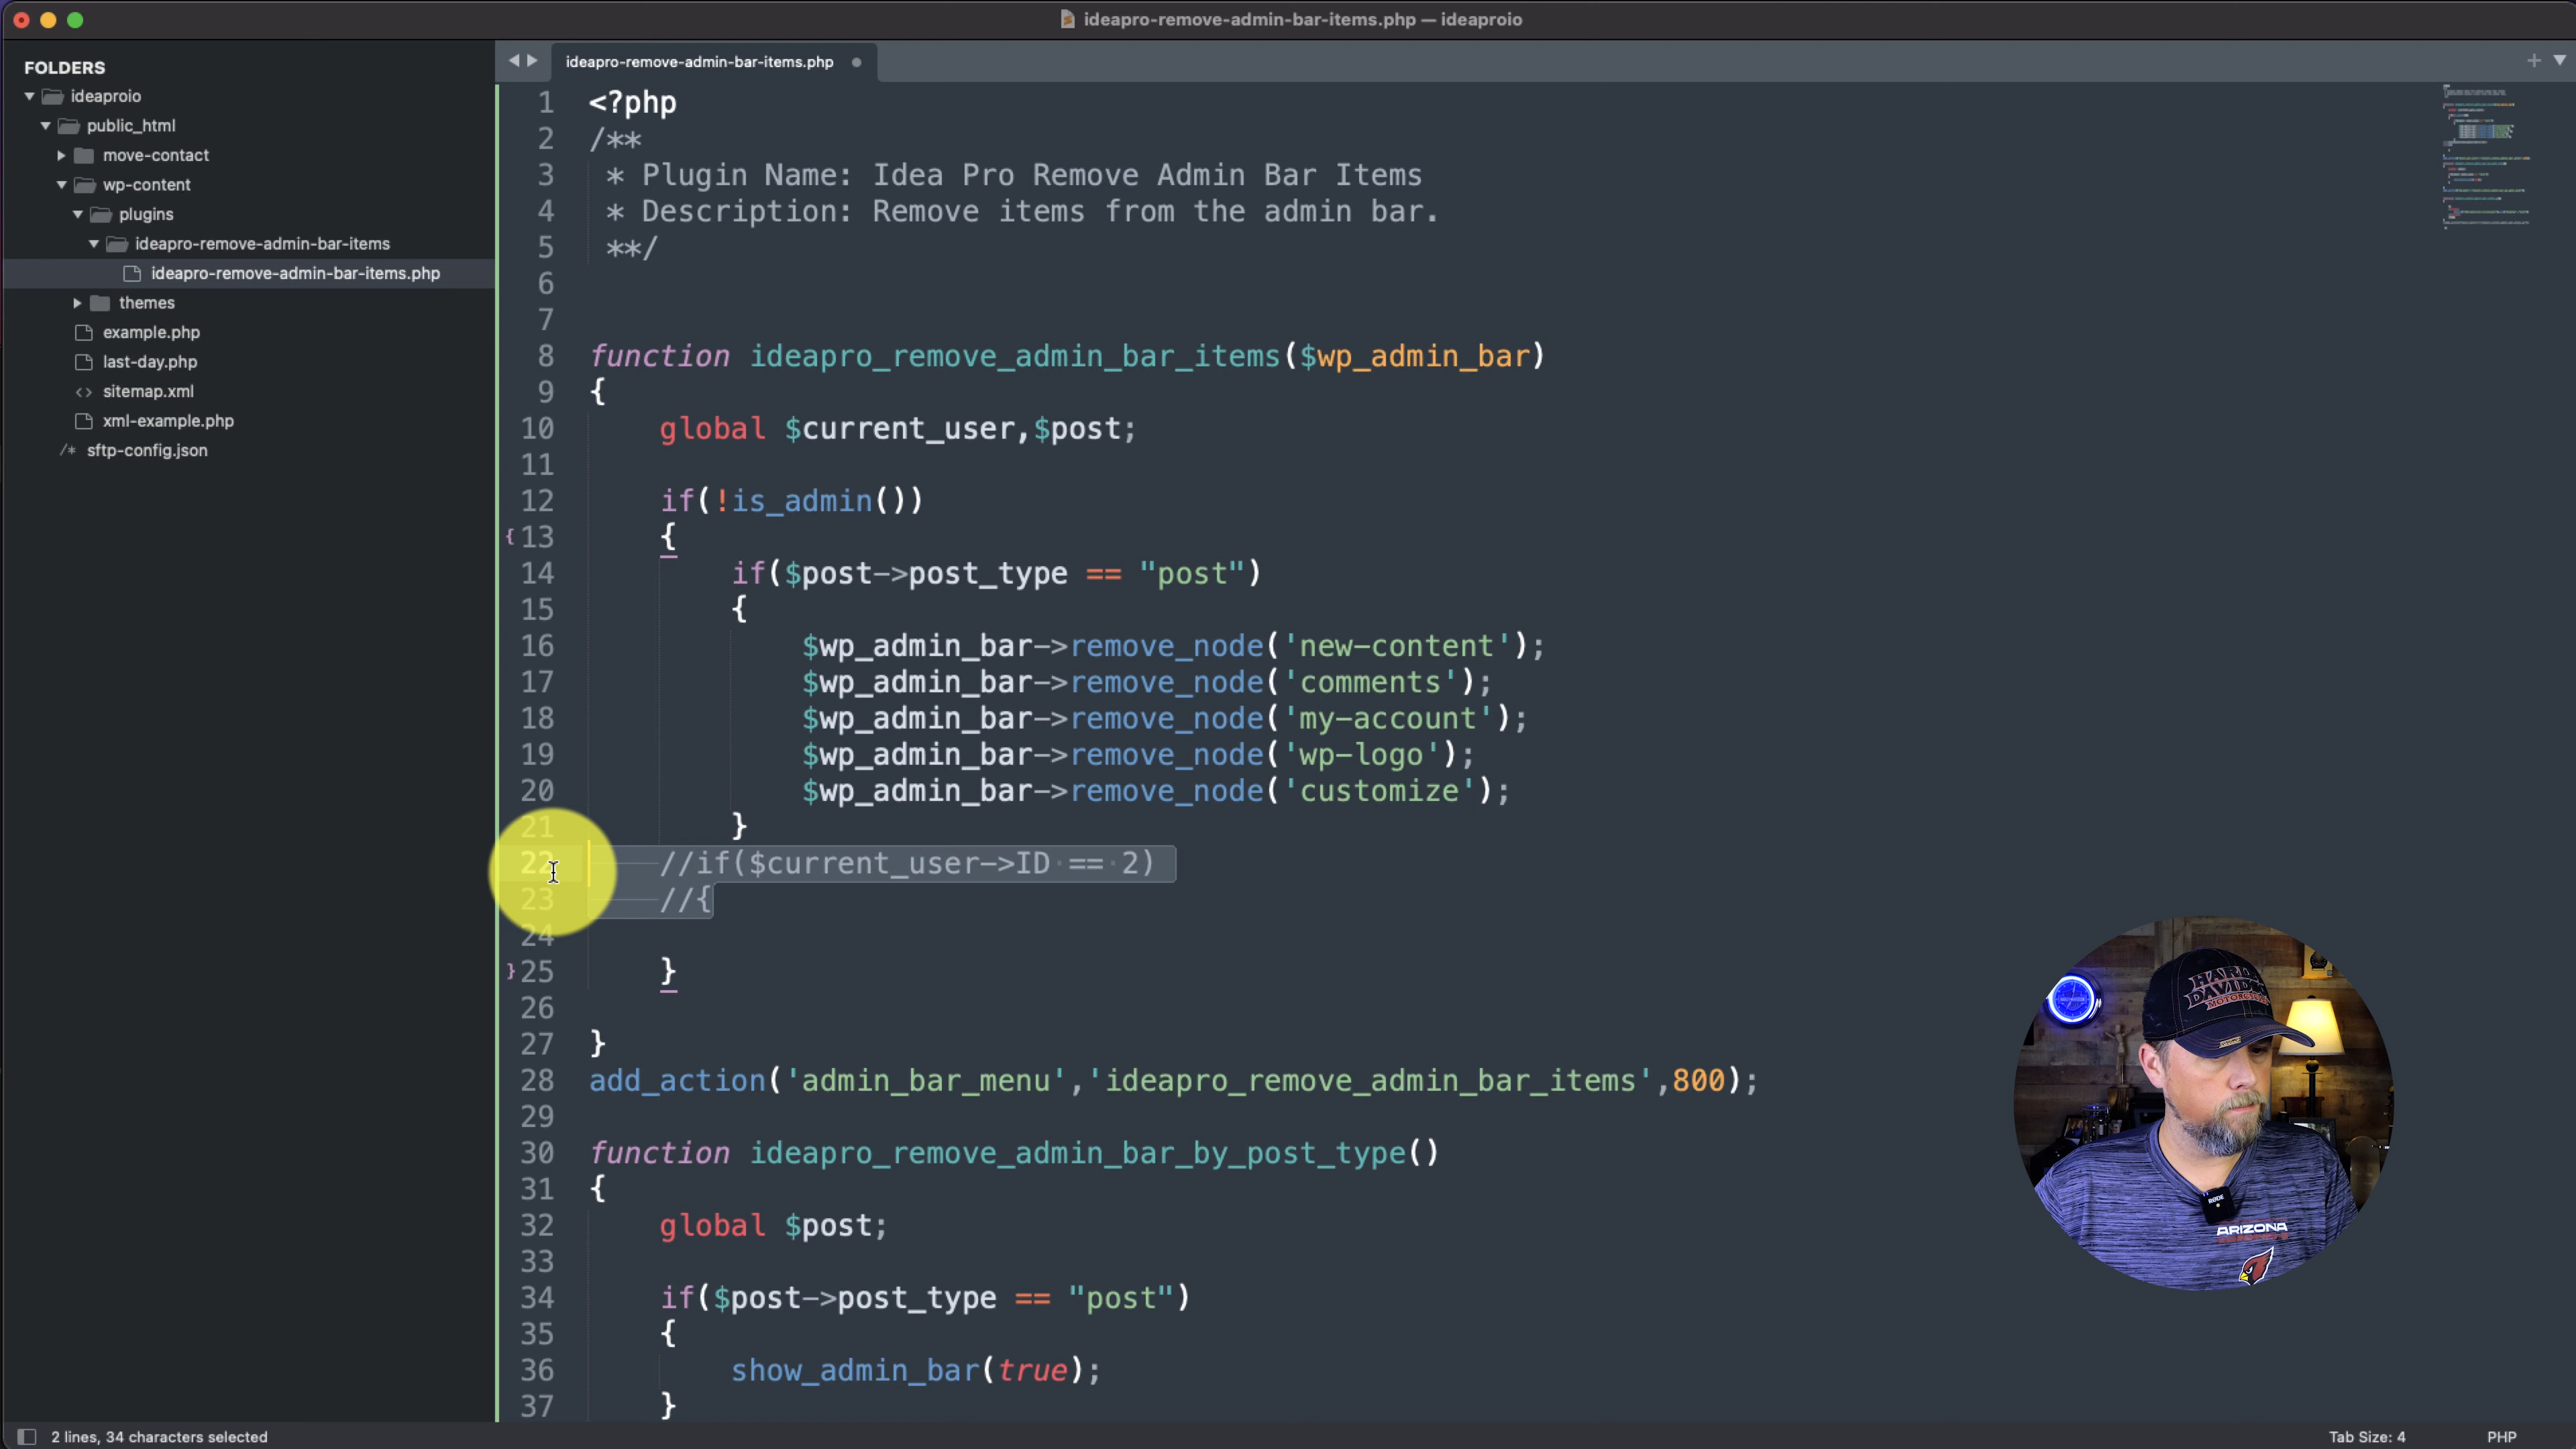 ideapro-remove-admin-bar-items.php — ideaproio
FOLDERS
ideaproio
public_html
move-contact
wp-content
plugins
ideapro-remove-admin-bar-items
ideapro-remove-admin-bar-items.php
themes
example.php
last-day.php
<> sitemap.xml
xml-example.php
/* sftp-config.json
ideapro-remove-admin-bar-items.php
1 <?php
2 /**
3 * Plugin Name: Idea Pro Remove Admin Bar Items
4 * Description: Remove items from the admin bar.
5 **/
6
7
8 function ideapro_remove_admin_bar_items($wp_admin_bar)
9 {
10 global $current_user,$post;
11
12 if(!is_admin())
{ 13 {
14 if($post->post_type == "post")
15 {
16 $wp_admin_bar->remove_node('new-content');
17 $wp_admin_bar->remove_node('comments');
18 $wp_admin_bar->remove_node('my-account');
19 $wp_admin_bar->remove_node('wp-logo');
20 $wp_admin_bar->remove_node('customize');
21 }
22 //if($current_user->ID == 2)
23 //{
24
} 25 }
26
27 }
28 add_action('admin_bar_menu','ideapro_remove_admin_bar_items',800);
29
30 function ideapro_remove_admin_bar_by_post_type()
31 {
32 global $post;
33
34 if($post->post_type == "post")
35 {
36 show_admin_bar(true);
37 }
HARLEY
DAVIDSON
MOTORCYCLES
RØDE
ARIZONA
2 lines, 34 characters selected
Tab Size: 4
PHP